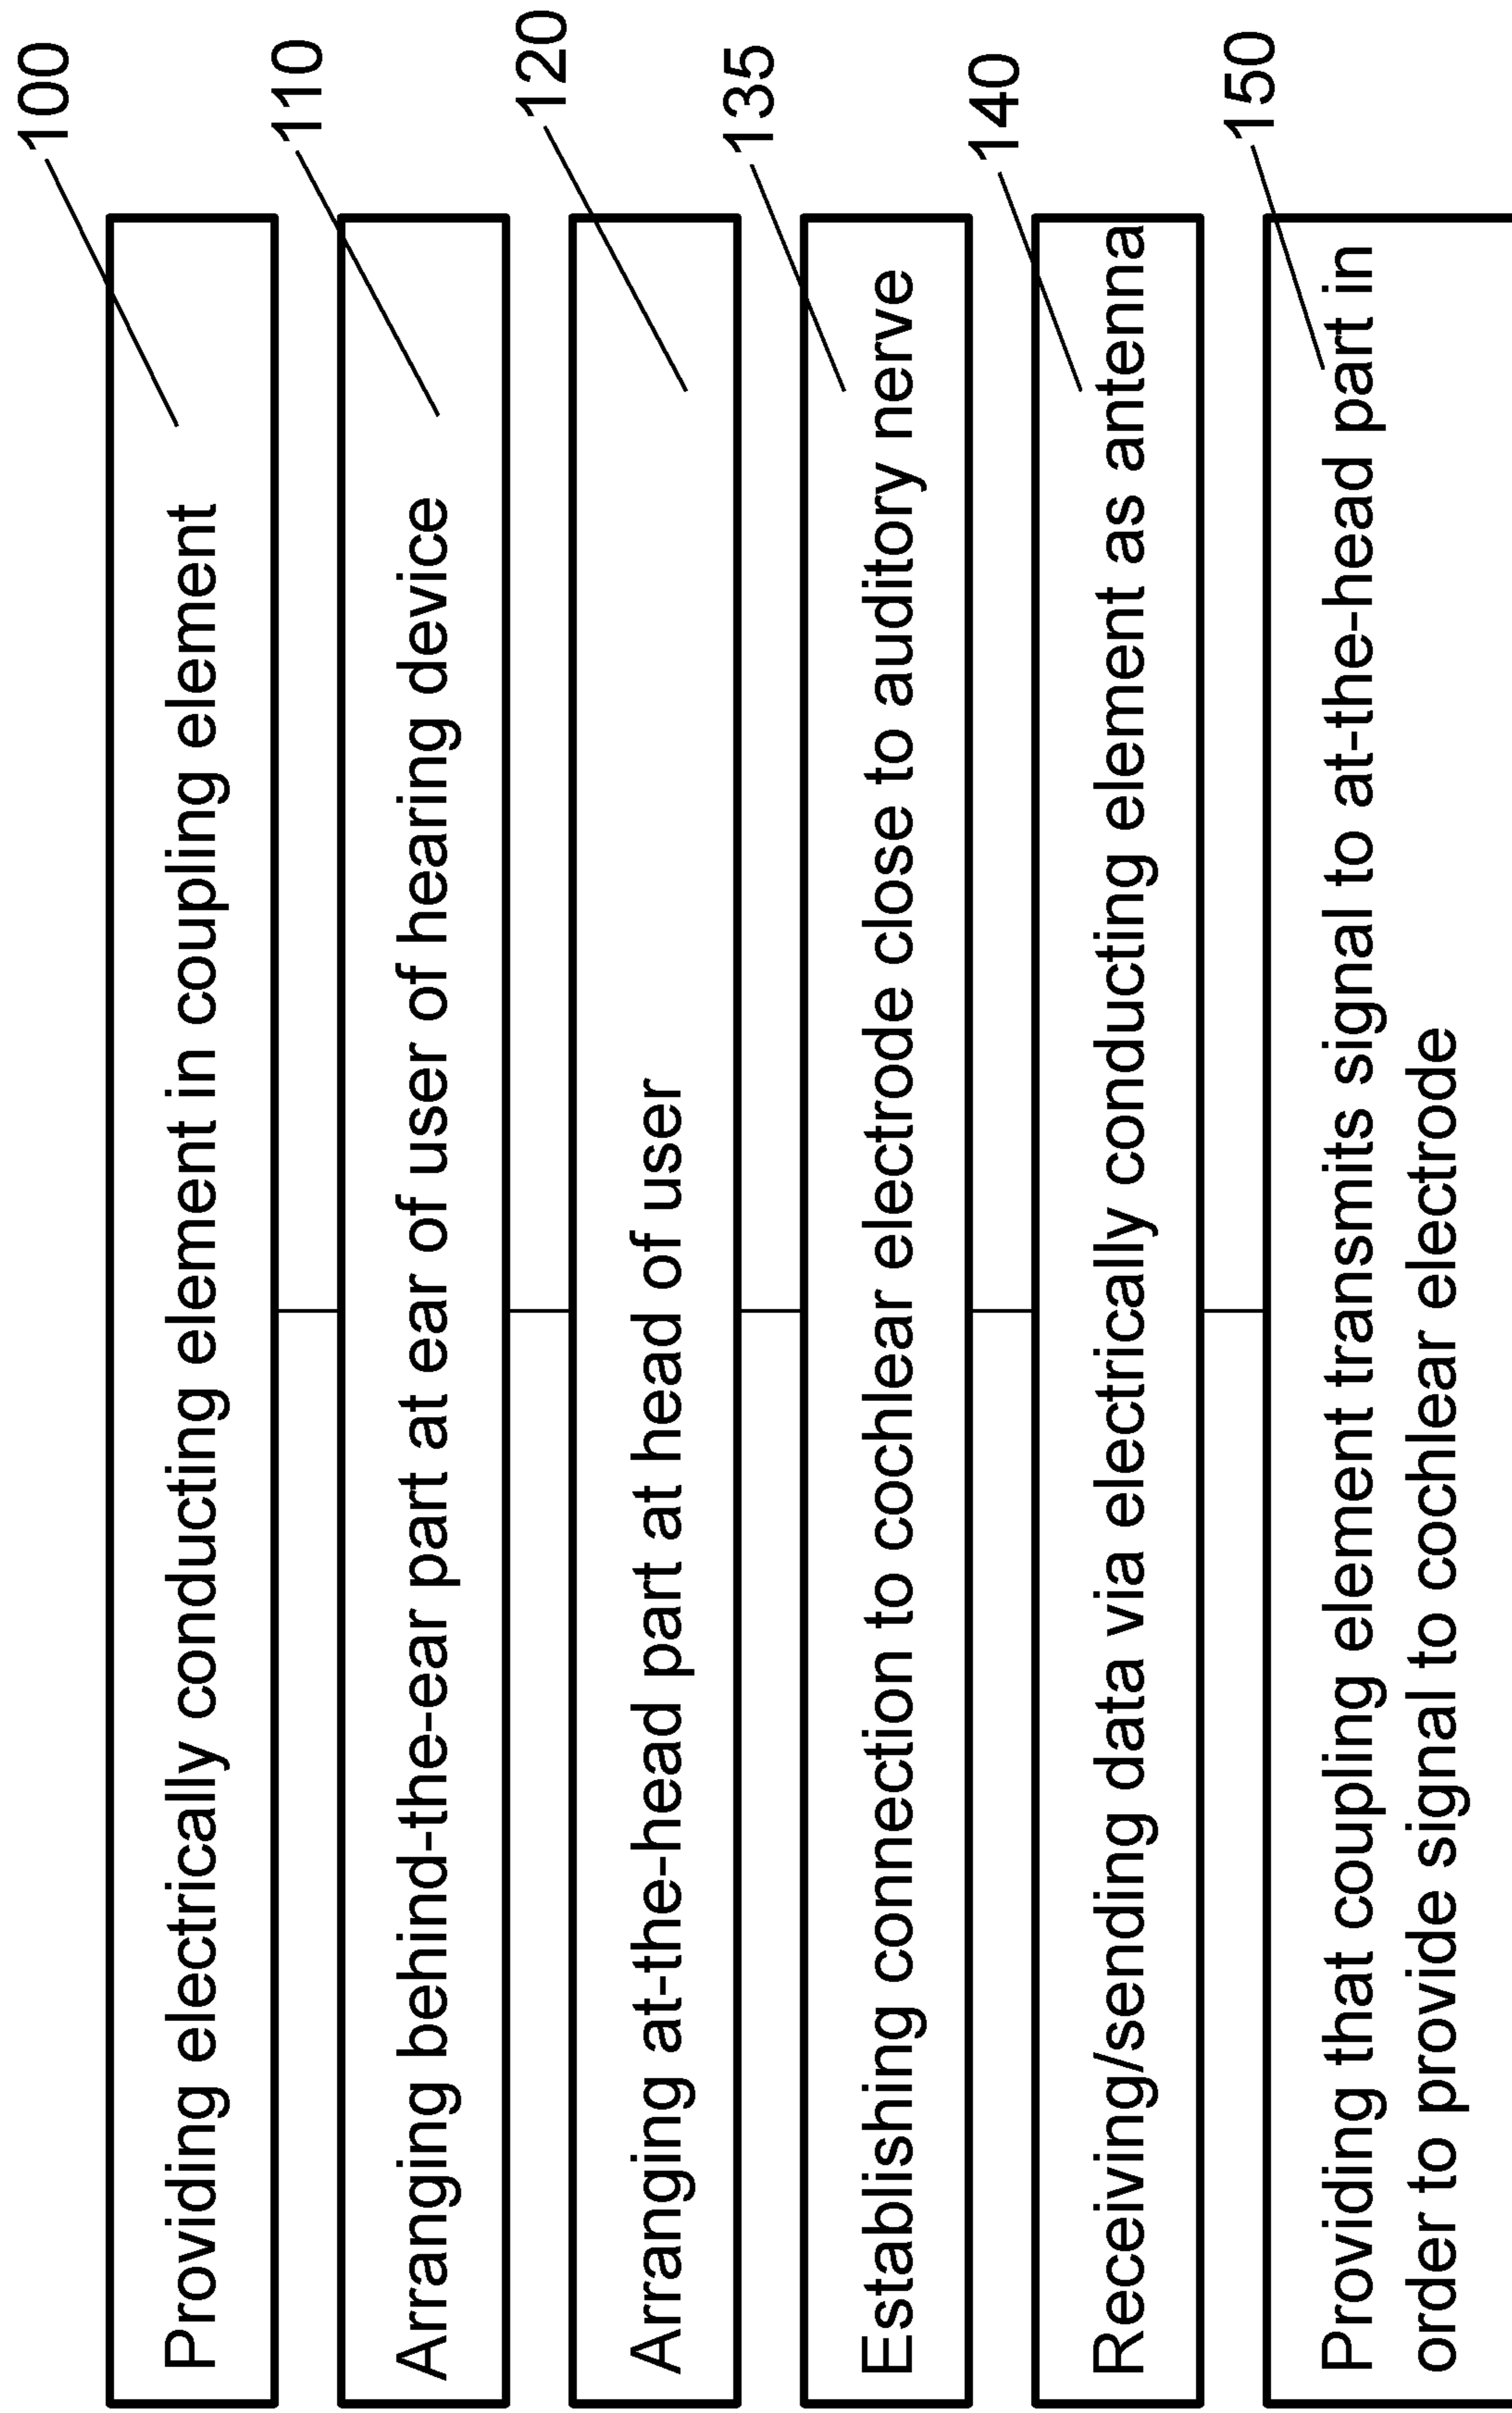 100
Providing electrically conducting element in coupling element
110
Arranging behind-the-ear part at ear of user of hearing device
120
Arranging at-the-head part at head of user
135
Establishing connection to cochlear electrode close to auditory nerve
140
Receiving/sending data via electrically conducting element as antenna
150
Providing that coupling element transmits signal to at-the-head part in
order to provide signal to cochlear electrode